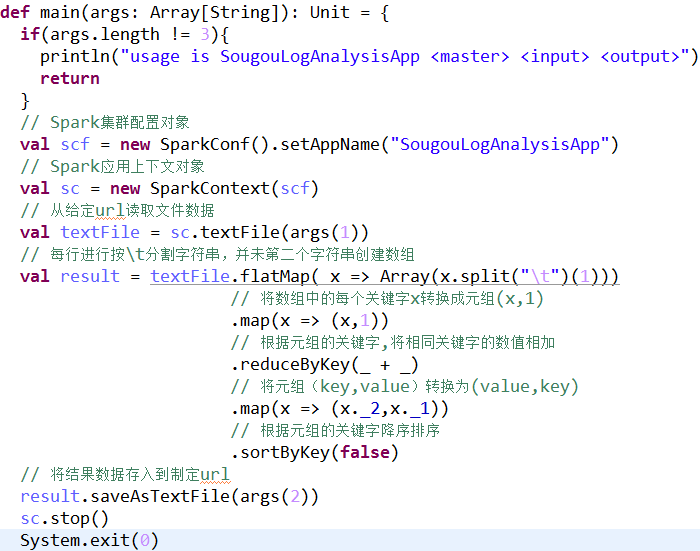 def main(args: Array[String]): Unit = {
if(args.length != 3){
println("usage is SougouLogAnalysisApp <master> <input> <output>")
return
}
// Spark集群配置对象
val scf = new SparkConf().setAppName("SougouLogAnalysisApp")
// Spark应用上下文对象
val sc = new SparkContext(scf)
// 从给定url读取文件数据
val textFile = sc.textFile(args(1))
// 每行进行按\t分割字符串，并未第二个字符串创建数组
val result = textFile.flatMap( x => Array(x.split("\t")(1)))
// 将数组中的每个关键字x转换成元组(x,1)
.map(x => (x,1))
// 根据元组的关键字,将相同关键字的数值相加
.reduceByKey(_ + _)
// 将元组（key,value）转换为(value,key)
.map(x => (x._2,x._1))
// 根据元组的关键字降序排序
.sortByKey(false)
// 将结果数据存入到制定url
result.saveAsTextFile(args(2))
sc.stop()
System.exit(0)